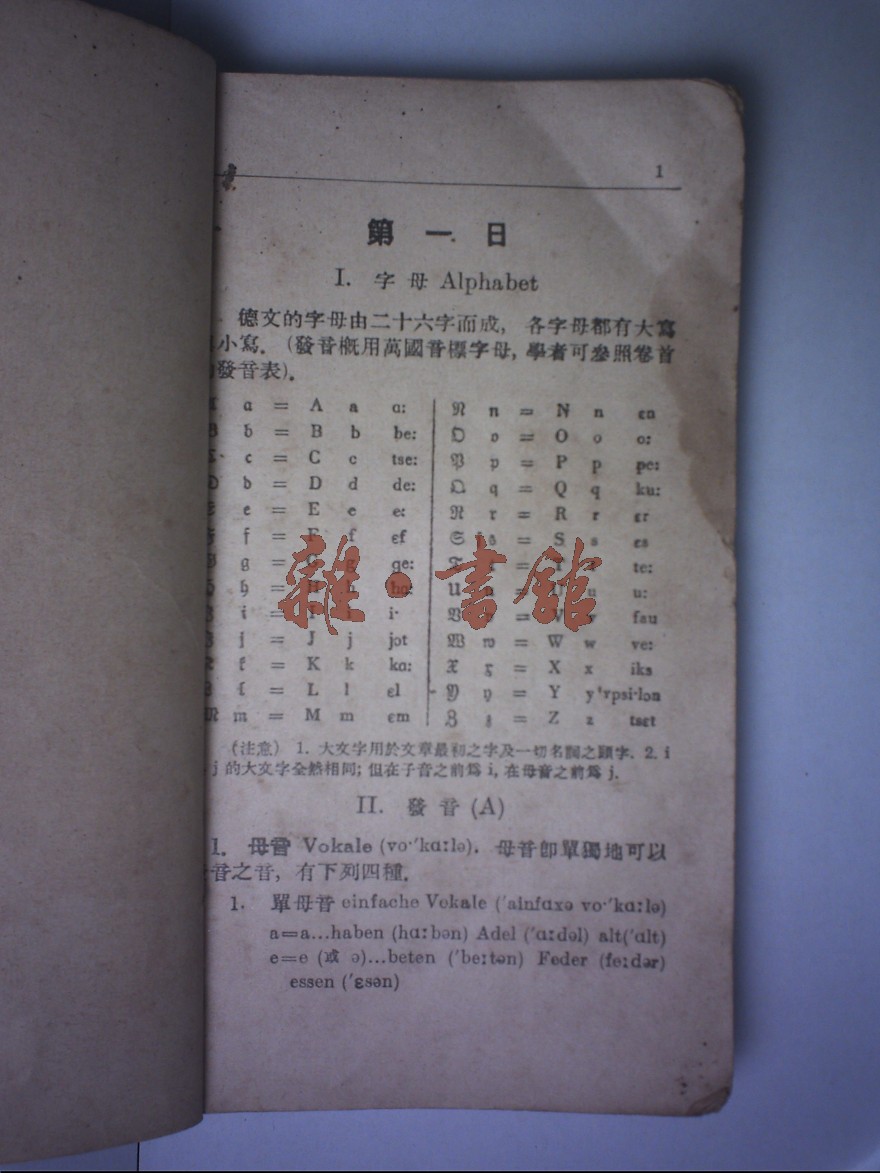 1
第一日
I. 字母 Alphabet
德文的字母由二十六字而成, 各字母都有大寫
小寫. (發音概用萬國音標字母, 學者可參照卷首
發音表).
a = A a ɑ: 𝔑 n = N n ɛn
b = B b be: 𝔒 o = O o o:
c = C c tse: 𝔓 p = P p pe:
d = D d de: 𝔔 q = Q q ku:
e = E e e: ℜ r = R r ɛr
f = F f ɛf 𝔖 s = S s ɛs
g = ge: te:
h = u u:
i = i· fau
j = J j jot 𝔚 w = W w ve:
k = K k kɑ: 𝔛 x = X x iks
l = L l ɛl 𝔜 y = Y y 'ʏpsi·lɔn
𝔐 m = M m ɛm ℨ z = Z z tsɛt
雜·書館
(注意) 1. 大文字用於文章最初之字及一切名詞之頭字. 2. i
j 的大文字全然相同; 但在子音之前爲 i, 在母音之前爲 j.
II. 發音 (A)
1. 母音 Vokale (vo·'kɑ:lə). 母音卽單獨地可以
音之音, 有下列四種.
1. 單母音 einfache Vokale ('ainfɑxə vo·'kɑ:lə)
a=a...haben (hɑ:bən) Adel ('ɑ:dəl) alt('ɑlt)
e=e (或 ə)...beten ('be:tən) Feder (fe:dər)
essen ('ɛsən)